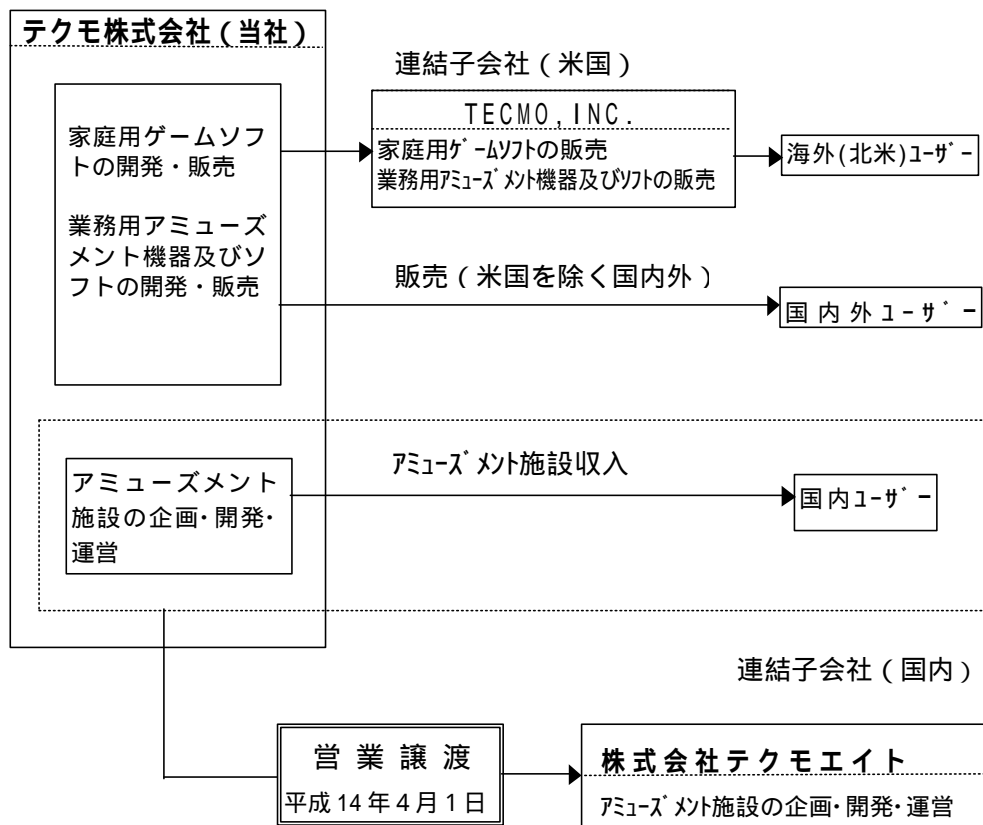 テクモ株式会社(当社)
連結子会社(米国)
家庭用ゲームソフ
トの開発・販売
業務用アミューズ
メント機器及びソ
フトの開発・販売
TECMO,INC.
家庭用ｹﾞｰﾑｿﾌﾄの販売
業務用ｱﾐｭｰｽﾞﾒﾝﾄ機器及びｿﾌﾄの販売
海外(北米)ﾕｰｻﾞｰ
販売(米国を除く国内外)
国内外ﾕｰｻﾞｰ
アミューズメント
施設の企画・開発・
運営
ｱﾐｭｰｽﾞﾒﾝﾄ施設収入
国内ﾕｰｻﾞｰ
連結子会社(国内)
営業譲渡
平成14年4月1日
株式会社テクモエイト
ｱﾐｭｰｽﾞﾒﾝﾄ施設の企画・開発・運営